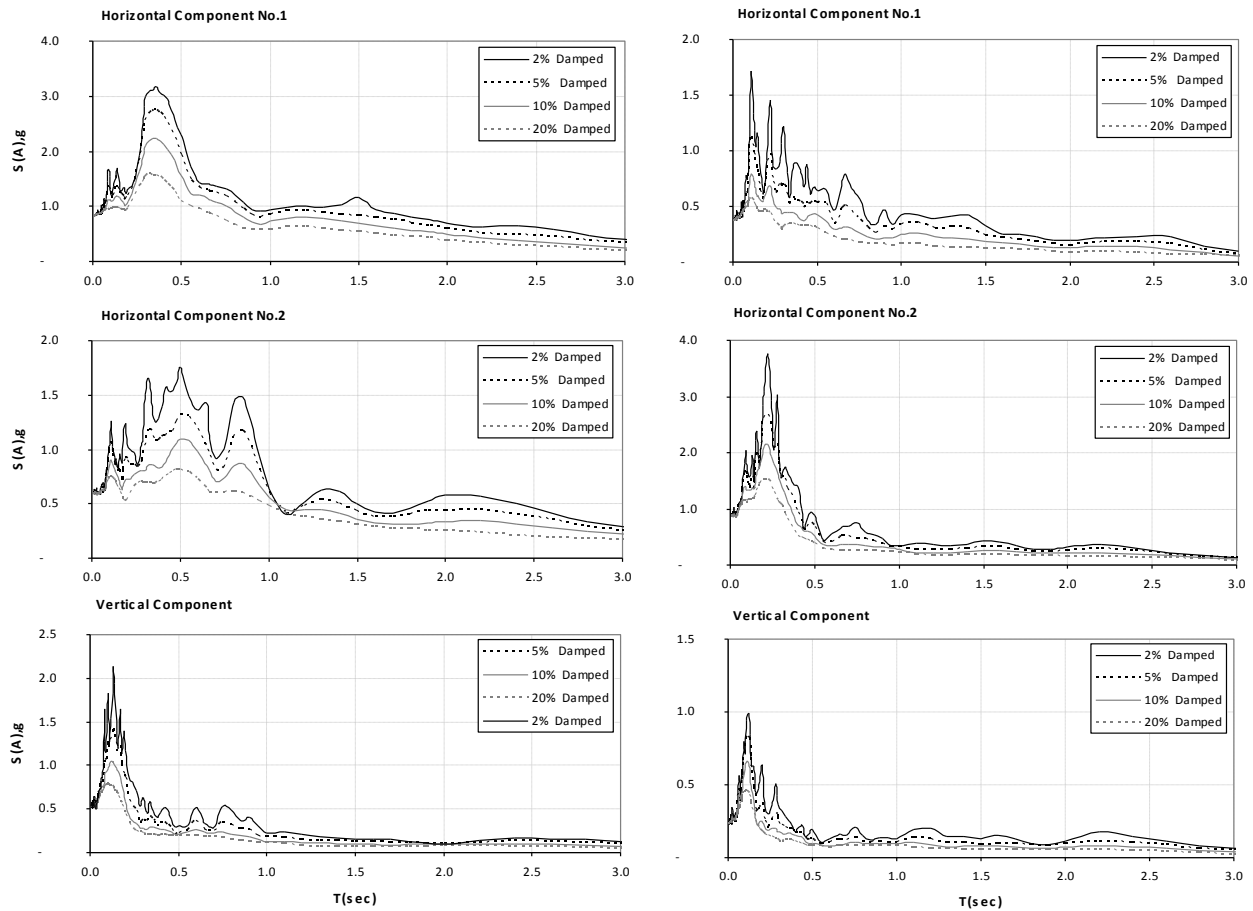 Horizontal Component No.1
4.0
3.0
2.0
1.0
-
S(A),g
2% Damped
5% Damped
10% Damped
20% Damped
0.0 0.5 1.0 1.5 2.0 2.5 3.0
Horizontal Component No.2
2.0
1.5
1.0
0.5
-
S(A),g
2% Damped
5% Damped
10% Damped
20% Damped
0.0 0.5 1.0 1.5 2.0 2.5 3.0
Vertical Component
2.5
2.0
1.5
1.0
0.5
-
S(A),g
5% Damped
10% Damped
20% Damped
2% Damped
0.0 0.5 1.0 1.5 2.0 2.5 3.0
T(sec)
Horizontal Component No.1
2.0
1.5
1.0
0.5
-
2% Damped
5% Damped
10% Damped
20% Damped
0.0 0.5 1.0 1.5 2.0 2.5 3.0
Horizontal Component No.2
4.0
3.0
2.0
1.0
-
2% Damped
5% Damped
10% Damped
20% Damped
0.0 0.5 1.0 1.5 2.0 2.5 3.0
Vertical Component
1.5
1.0
0.5
-
2% Damped
5% Damped
10% Damped
20% Damped
0.0 0.5 1.0 1.5 2.0 2.5 3.0
T(sec)